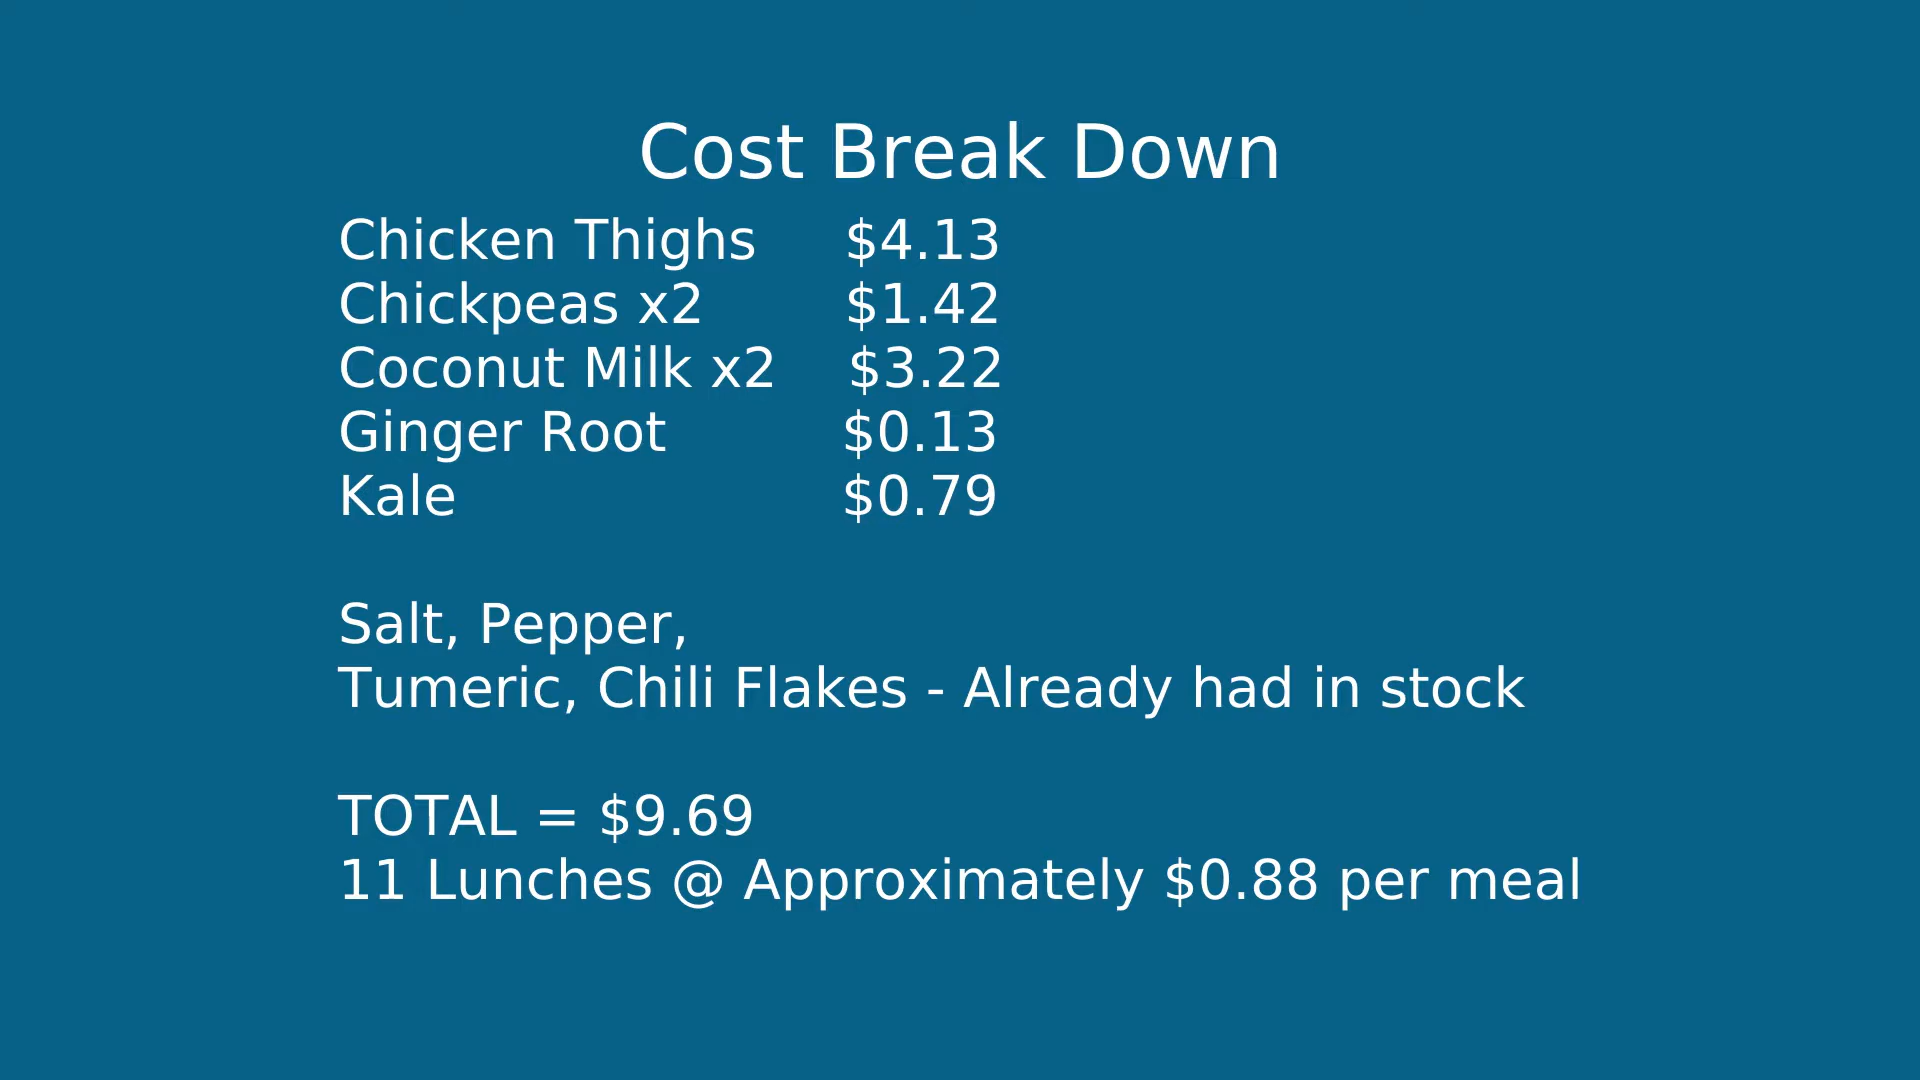 Cost Break Down
Chicken Thighs $4.13
Chickpeas x2 $1.42
Coconut Milk x2 $3.22
Ginger Root $0.13
Kale $0.79
Salt, Pepper,
Tumeric, Chili Flakes - Already had in stock
TOTAL = $9.69
11 Lunches @ Approximately $0.88 per meal